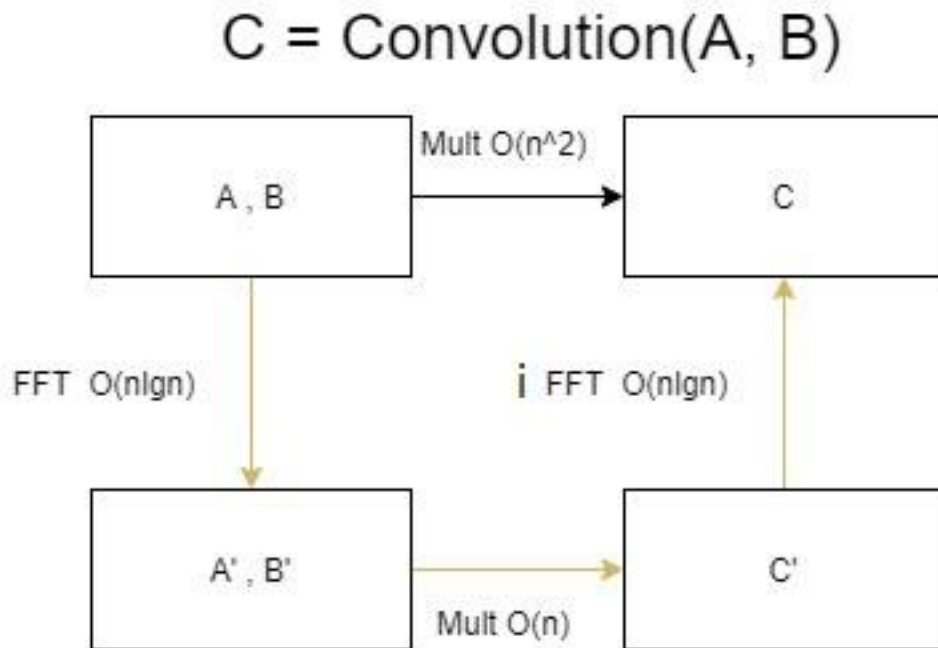 C = Convolution(A, B)
Mult O(n^2)
A , B
C
FFT O(nlgn)
i FFT O(nlgn)
A' , B'
C'
Mult O(n)